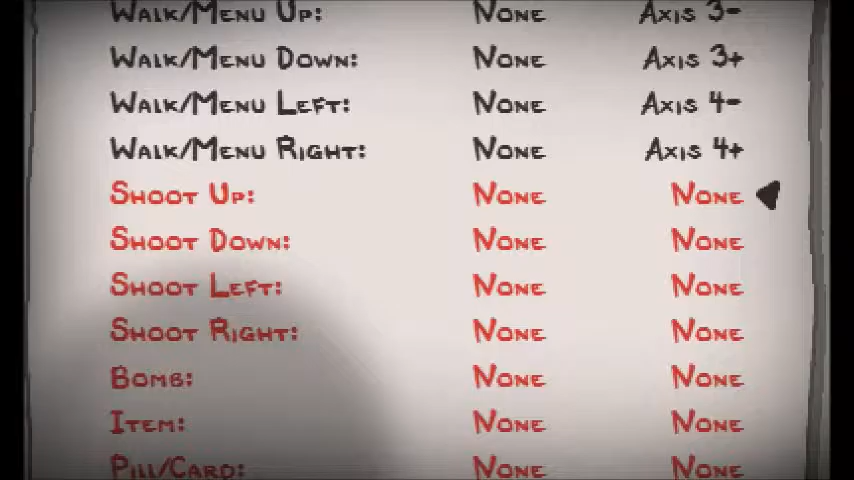 Walk/Menu Up: None Axis 3-
Walk/Menu Down: None Axis 3+
Walk/Menu Left: None Axis 4-
Walk/Menu Right: None Axis 4+
Shoot Up: None None
Shoot Down: None None
Shoot Left: None None
Shoot Right: None None
Bomb: None None
Item: None None
Pill/Card: None None